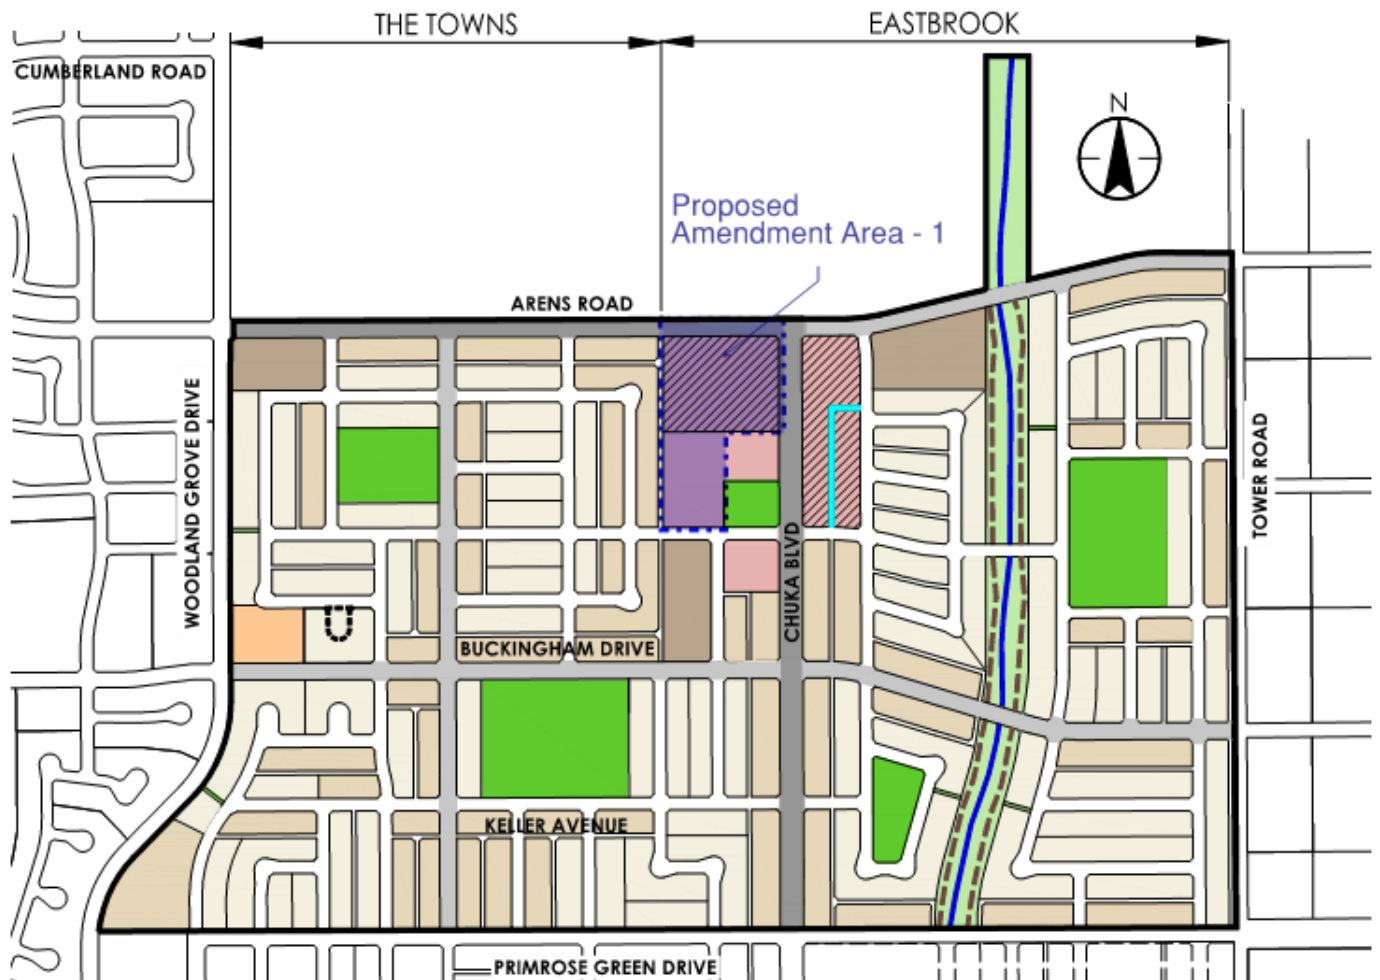 THE TOWNS
EASTBROOK
CUMBERLAND ROAD
N
Proposed
Amendment Area - 1
ARENS ROAD
WOODLAND GROVE DRIVE
TOWER ROAD
CHUKA BLVD
BUCKINGHAM DRIVE
KELLER AVENUE
PRIMROSE GREEN DRIVE